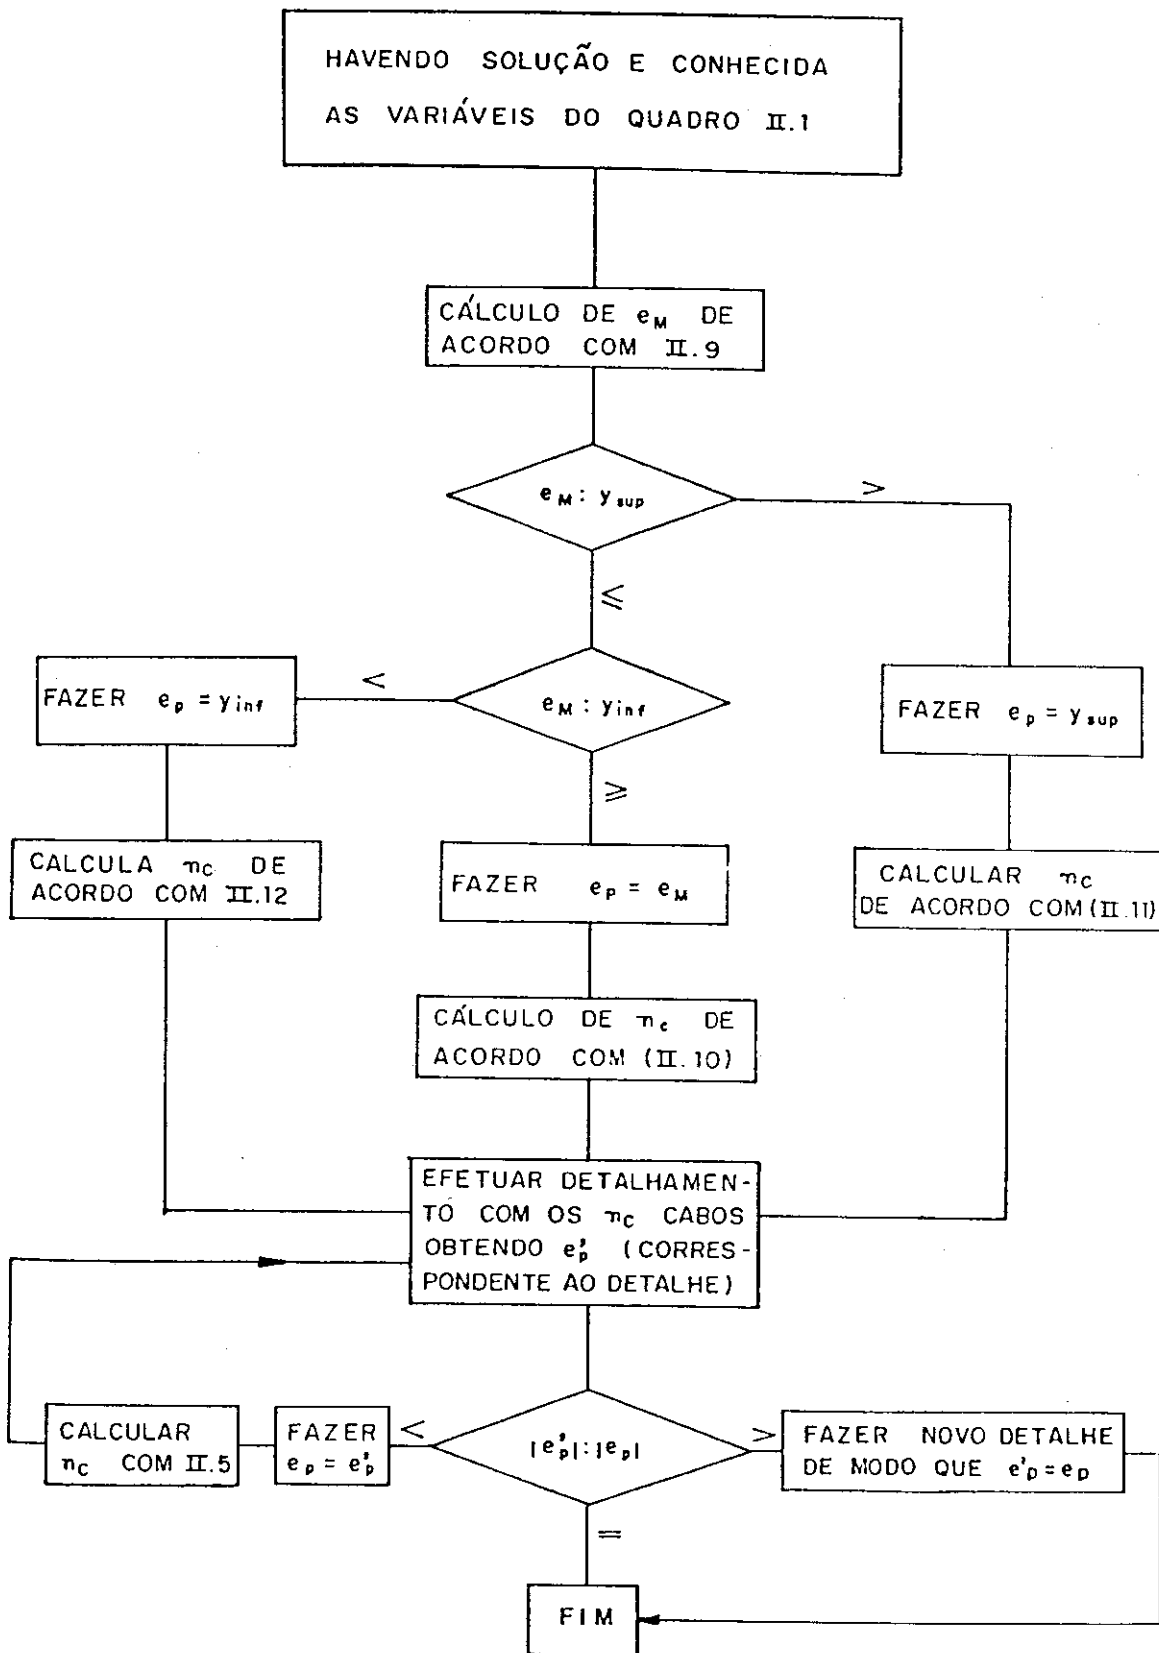 HAVENDO SOLUÇÃO E CONHECIDA
AS VARIÁVEIS DO QUADRO II.1
CÁLCULO DE e_M DE
ACORDO COM II.9
e_M : y_sup
>
≤
FAZER e_p = y_inf
<
e_M : y_inf
FAZER e_p = y_sup
≥
CALCULA n_C DE
ACORDO COM II.12
FAZER e_P = e_M
CALCULAR n_C
DE ACORDO COM (II.11)
CÁLCULO DE n_c DE
ACORDO COM (II.10)
EFETUAR DETALHAMEN-
TO COM OS n_C CABOS
OBTENDO e'_p (CORRES-
PONDENTE AO DETALHE)
CALCULAR
n_C COM II.5
FAZER
e_p = e'_p
<
|e'_p| : |e_p|
>
FAZER NOVO DETALHE
DE MODO QUE e'_p = e_p
=
FIM